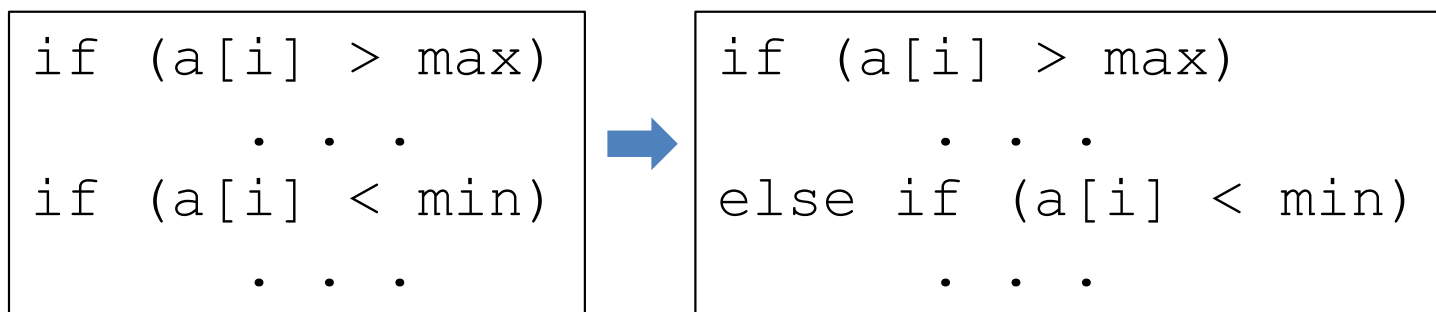 if (a[i] > max)
. . .
if (a[i] < min)
. . .
if (a[i] > max)
. . .
else if (a[i] < min)
. . .